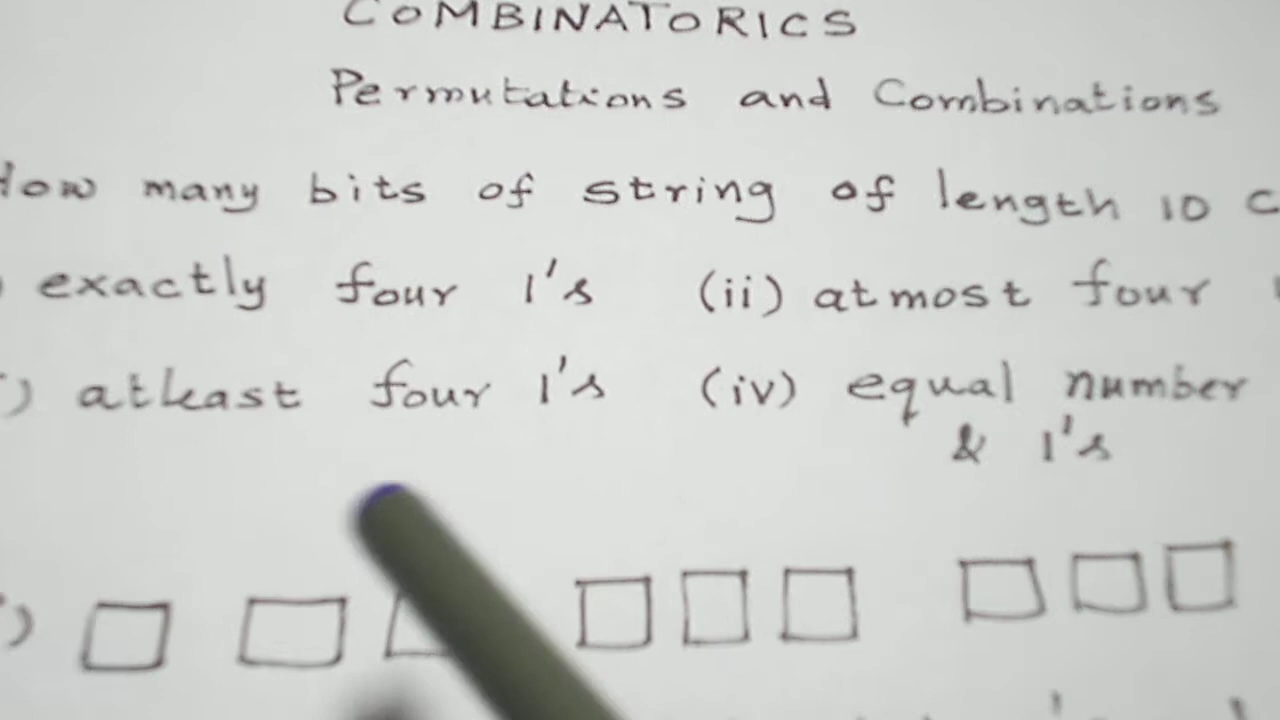 COMBINATORICS
Permutations and Combinations
How many bits of string of length 10
exactly four 1's (ii) atmost four
) atleast four 1's (iv) equal number
& 1's
)